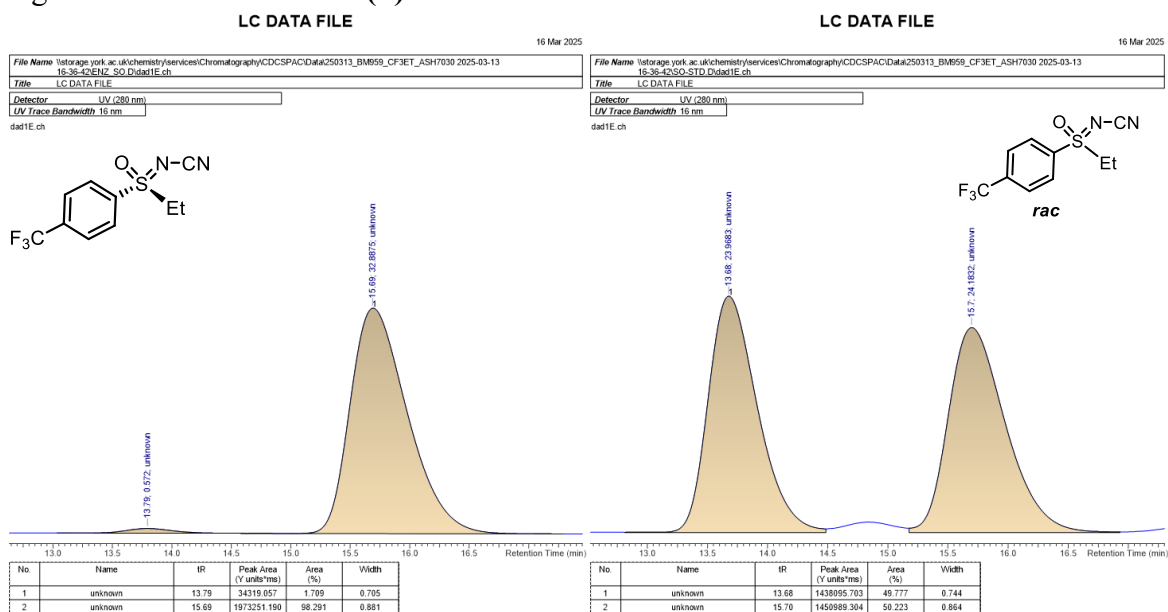 LC DATA FILE
16 Mar 2025
File Name \\storage.york.ac.uk\chemistry\services\Chromatography\CDCSPAC\Data\250313_BM959_CF3ET_ASH7030 2025-03-13
16-36-42\ENZ_SO.D\dad1E.ch
Title LC DATA FILE
Detector UV (280 nm)
UV Trace Bandwidth 16 nm
dad1E.ch
O N–CN
S
Et
F3C
15.69; 32.8875; unknown
13.79; 0.572; unknown
13.0 13.5 14.0 14.5 15.0 15.5 16.0 16.5 Retention Time (min)
No. Name tR Peak Area (Y units*ms) Area (%) Width
1 unknown 13.79 34319.057 1.709 0.705
2 unknown 15.69 1973251.190 98.291 0.881
LC DATA FILE
16 Mar 2025
File Name \\storage.york.ac.uk\chemistry\services\Chromatography\CDCSPAC\Data\250313_BM959_CF3ET_ASH7030 2025-03-13
16-36-42\SO-STD.D\dad1E.ch
Title LC DATA FILE
Detector UV (280 nm)
UV Trace Bandwidth 16 nm
dad1E.ch
O N–CN
S
Et
F3C
rac
13.68; 23.9683; unknown
15.7; 24.1832; unknown
13.0 13.5 14.0 14.5 15.0 15.5 16.0 16.5 Retention Time (min)
No. Name tR Peak Area (Y units*ms) Area (%) Width
1 unknown 13.68 1438095.703 49.777 0.744
2 unknown 15.70 1450989.304 50.223 0.864